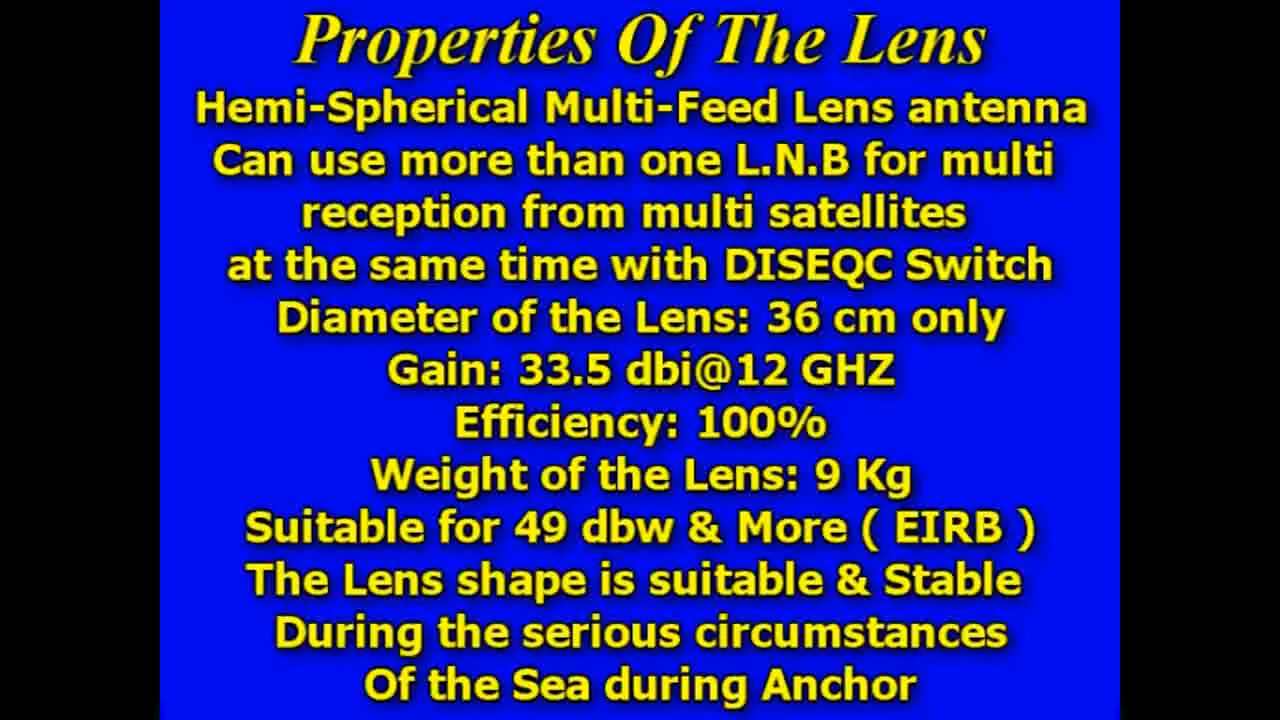 Properties Of The Lens
Hemi-Spherical Multi-Feed Lens antenna
Can use more than one L.N.B for multi
reception from multi satellites
at the same time with DISEQC Switch
Diameter of the Lens: 36 cm only
Gain: 33.5 dbi@12 GHZ
Efficiency: 100%
Weight of the Lens: 9 Kg
Suitable for 49 dbw & More ( EIRB )
The Lens shape is suitable & Stable
During the serious circumstances
Of the Sea during Anchor